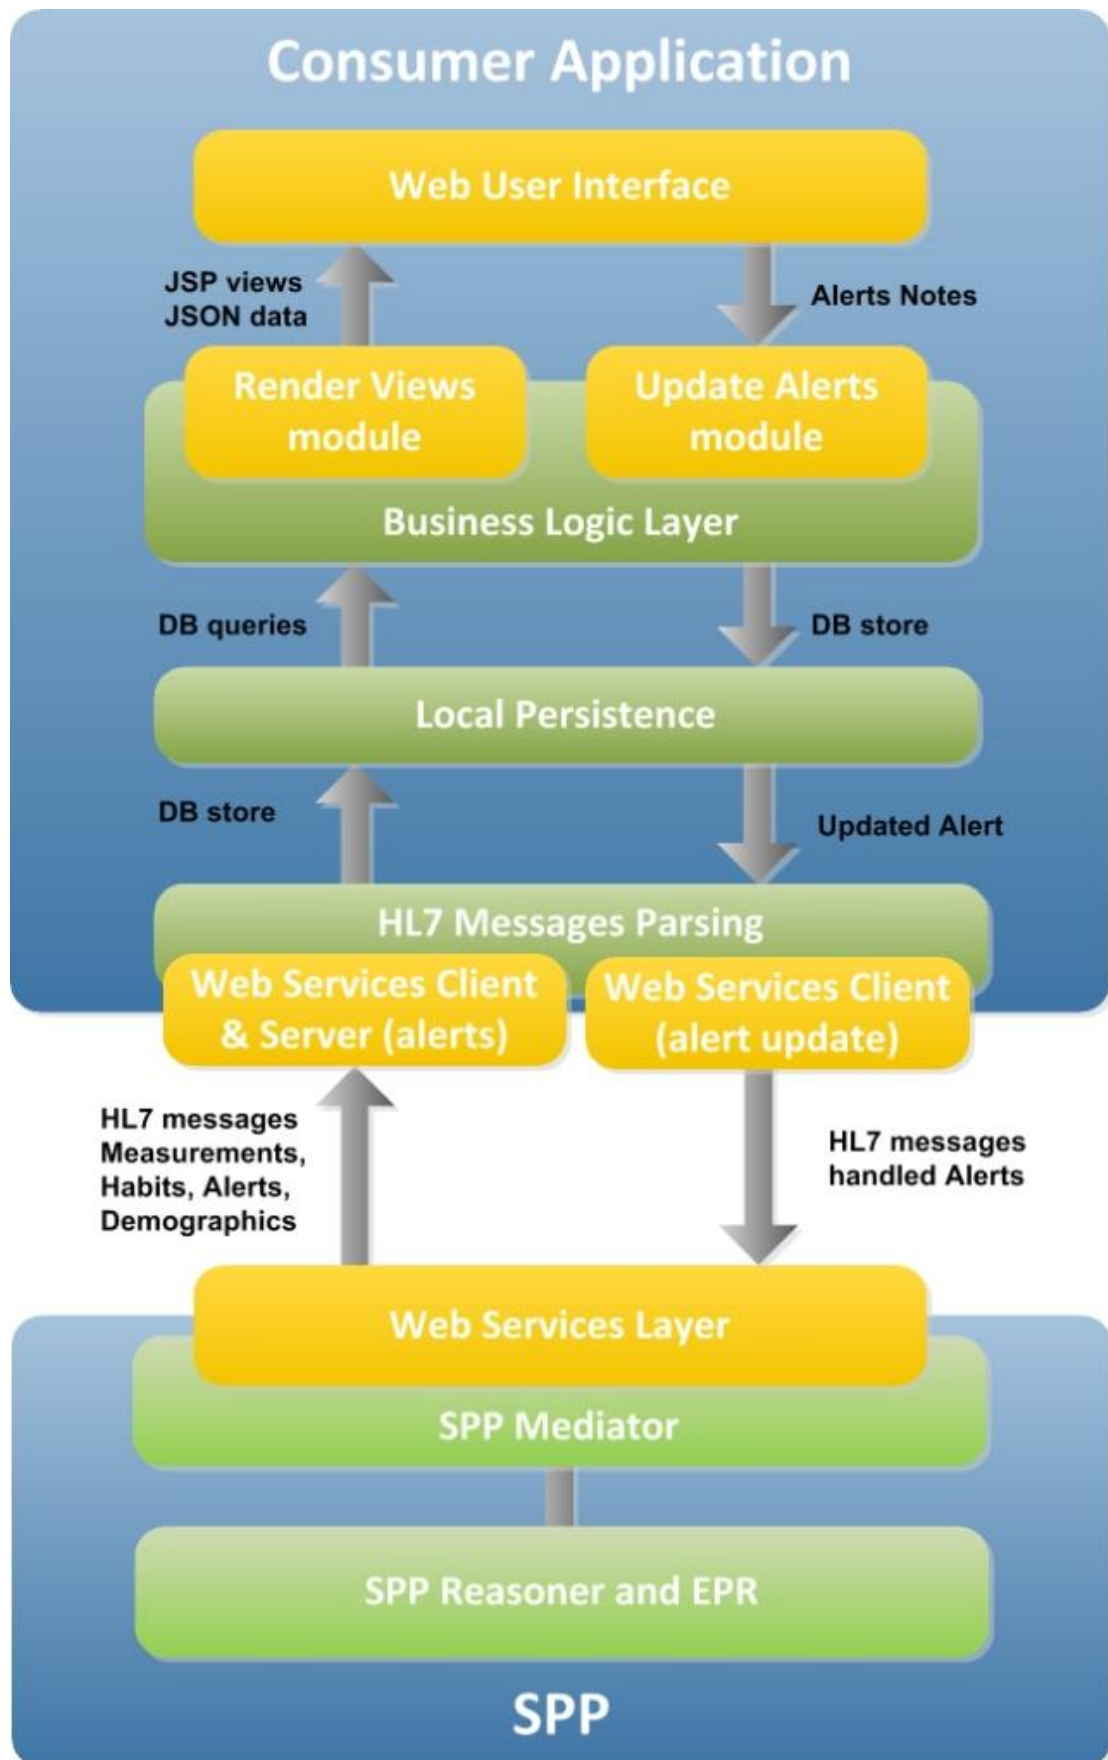 Consumer Application
Web User Interface
JSP views
JSON data
Alerts Notes
Render Views
module
Update Alerts
module
Business Logic Layer
DB queries
DB store
Local Persistence
DB store
Updated Alert
HL7 Messages Parsing
Web Services Client
& Server (alerts)
Web Services Client
(alert update)
HL7 messages
Measurements,
Habits, Alerts,
Demographics
HL7 messages
handled Alerts
Web Services Layer
SPP Mediator
SPP Reasoner and EPR
SPP